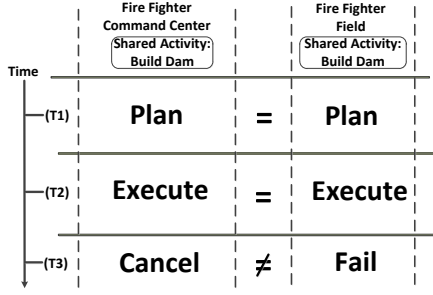 Fire Fighter
Command Center
Shared Activity:
Build Dam
Fire Fighter
Field
Shared Activity:
Build Dam
Time
(T1) Plan = Plan
(T2) Execute = Execute
(T3) Cancel ≠ Fail